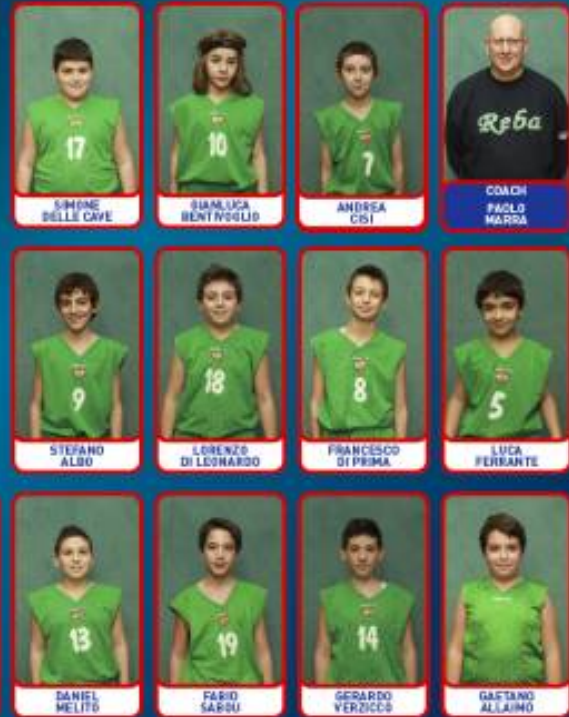 17
SIMONE
DELLE CAVE
10
GIANLUCA
BENTIVOGLIO
7
ANDREA
CISI
Reba
COACH
PAOLO
MARRA
9
STEFANO
ALBO
18
LORENZO
DI LEONARDO
8
FRANCESCO
DI PRIMA
5
LUCA
FERRANTE
13
DANIEL
MELITO
19
FABIO
SABOU
14
GERARDO
VERZICCO
GAETANO
ALLAIMO